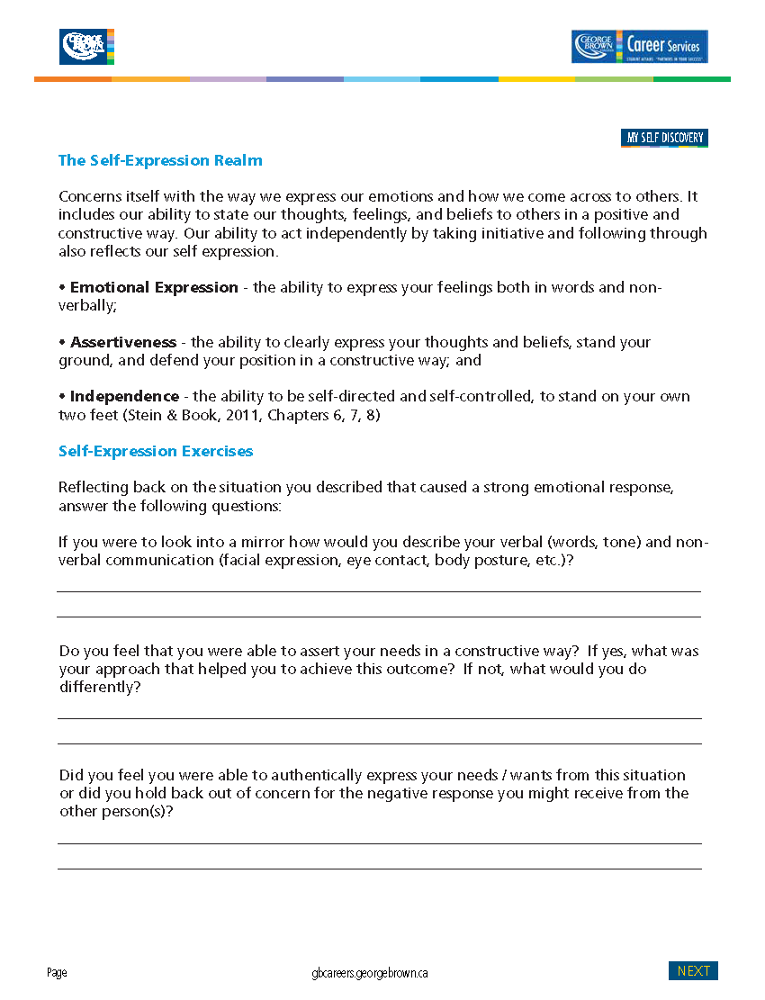 GEORGE
BROWN
GEORGE
BROWN
COLLEGE
Career Services
STUDENT AFFAIRS: "PARTNERS IN YOUR SUCCESS"
MY SELF DISCOVERY
The Self-Expression Realm
Concerns itself with the way we express our emotions and how we come across to others. It
includes our ability to state our thoughts, feelings, and beliefs to others in a positive and
constructive way. Our ability to act independently by taking initiative and following through
also reflects our self expression.
• Emotional Expression - the ability to express your feelings both in words and non-
verbally;
• Assertiveness - the ability to clearly express your thoughts and beliefs, stand your
ground, and defend your position in a constructive way; and
• Independence - the ability to be self-directed and self-controlled, to stand on your own
two feet (Stein & Book, 2011, Chapters 6, 7, 8)
Self-Expression Exercises
Reflecting back on the situation you described that caused a strong emotional response,
answer the following questions:
If you were to look into a mirror how would you describe your verbal (words, tone) and non-
verbal communication (facial expression, eye contact, body posture, etc.)?
Do you feel that you were able to assert your needs in a constructive way?  If yes, what was
your approach that helped you to achieve this outcome?  If not, what would you do
differently?
Did you feel you were able to authentically express your needs / wants from this situation
or did you hold back out of concern for the negative response you might receive from the
other person(s)?
Page
gbcareers.georgebrown.ca
NEXT